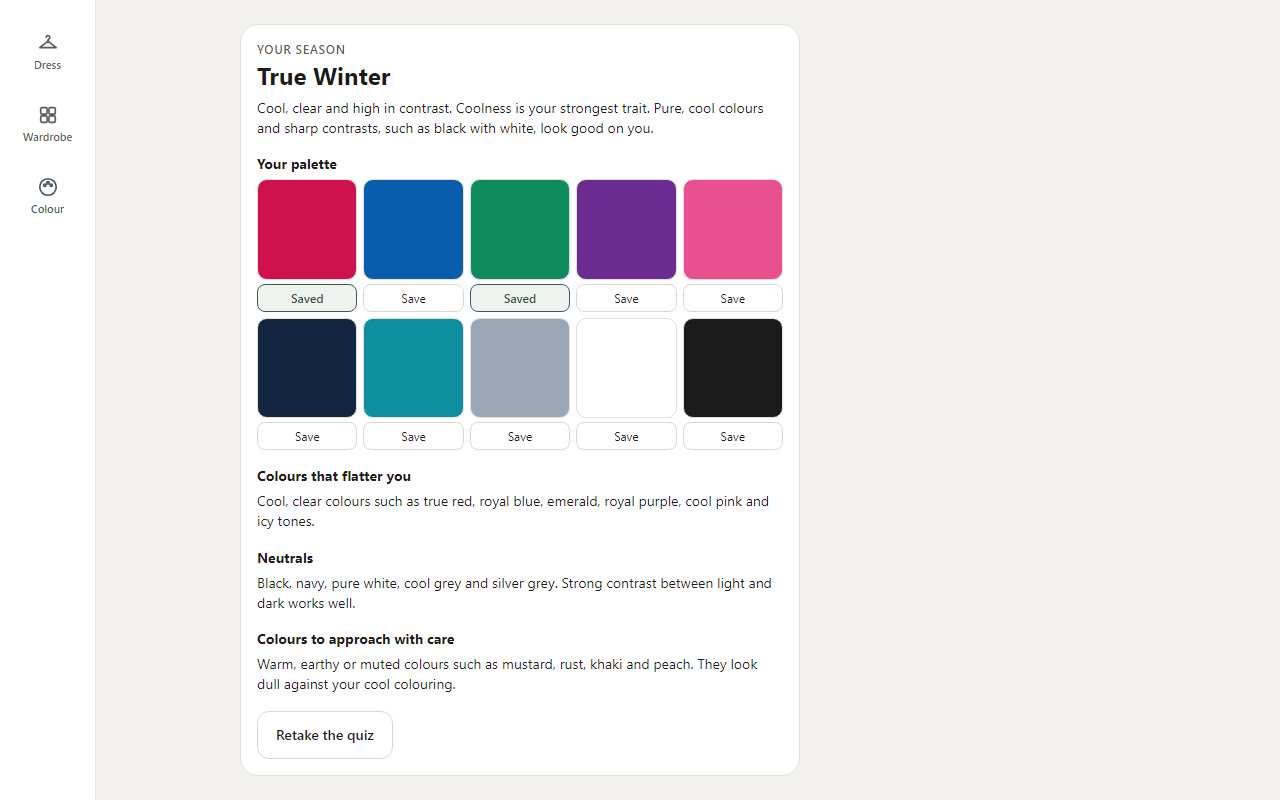 Dress
Wardrobe
Colour
YOUR SEASON
True Winter
Cool, clear and high in contrast. Coolness is your strongest trait. Pure, cool colours
and sharp contrasts, such as black with white, look good on you.
Your palette
Saved Save Saved Save Save
Save Save Save Save Save
Colours that flatter you
Cool, clear colours such as true red, royal blue, emerald, royal purple, cool pink and
icy tones.
Neutrals
Black, navy, pure white, cool grey and silver grey. Strong contrast between light and
dark works well.
Colours to approach with care
Warm, earthy or muted colours such as mustard, rust, khaki and peach. They look
dull against your cool colouring.
Retake the quiz